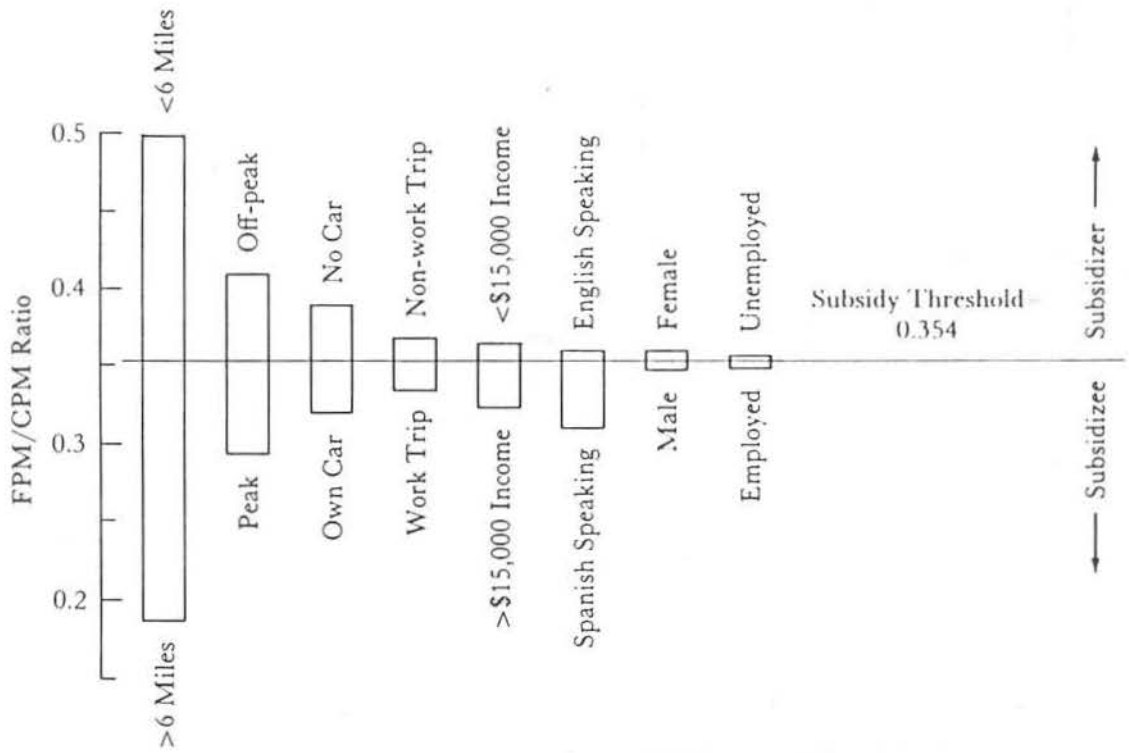 FPM/CPM Ratio
0.5
0.4
0.3
0.2
<6 Miles
>6 Miles
Off-peak
Peak
No Car
Own Car
Non-work Trip
Work Trip
<$15,000 Income
>$15,000 Income
English Speaking
Spanish Speaking
Female
Male
Unemployed
Employed
Subsidy Threshold
0.354
Subsidizer
Subsidizee